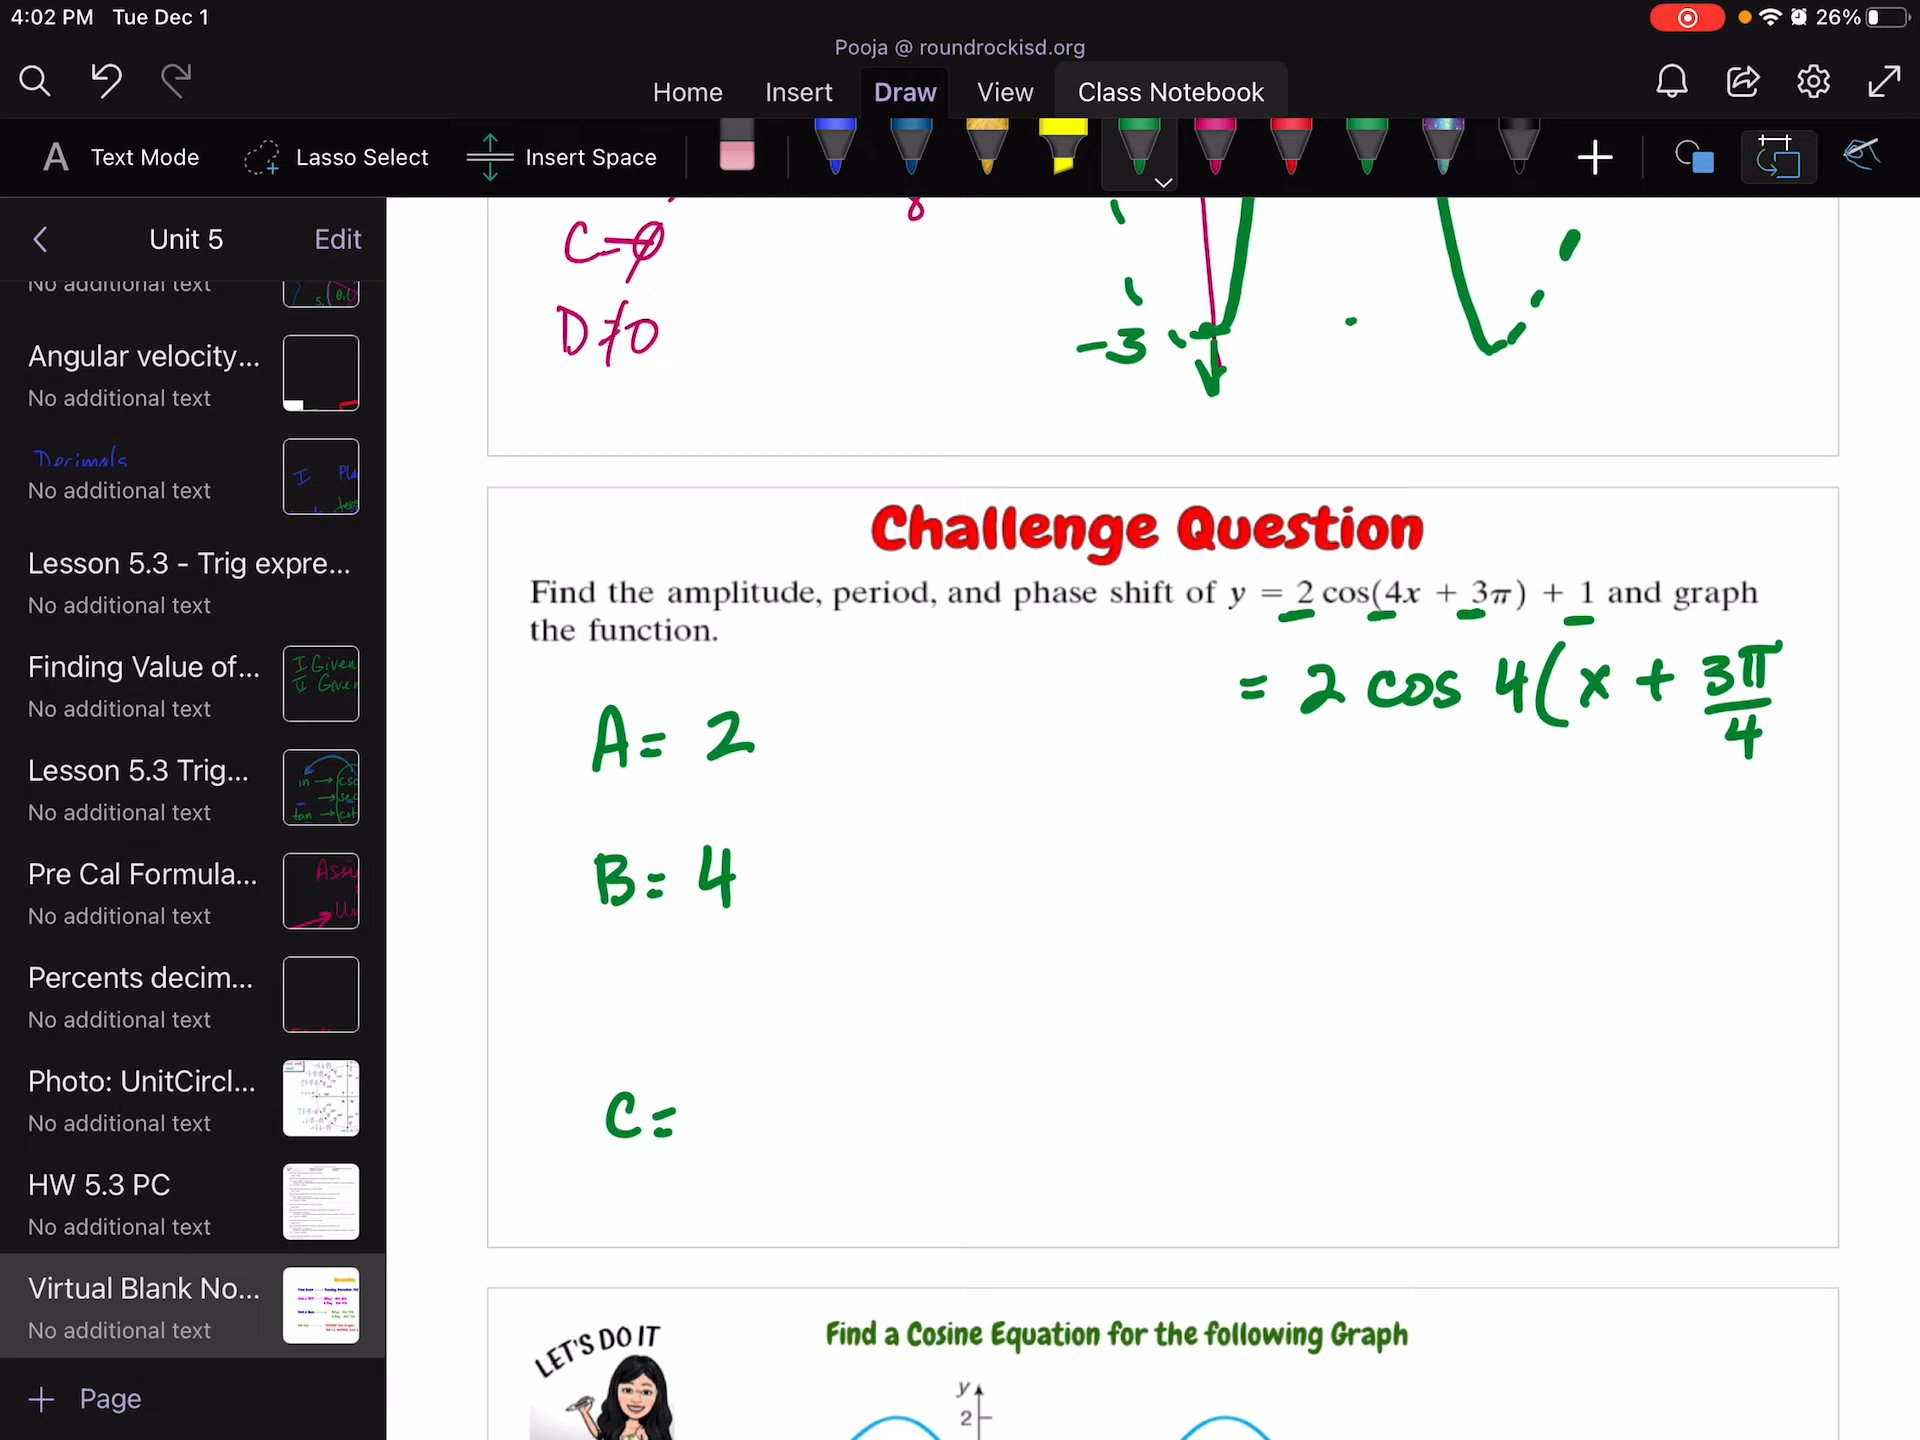 4:02 PM Tue Dec 1
26%
Pooja @ roundrockisd.org
Home Insert Draw View Class Notebook
A Text Mode Lasso Select Insert Space
Unit 5 Edit
No additional text
Angular velocity...
No additional text
Decimals
No additional text
Lesson 5.3 - Trig expre...
No additional text
Finding Value of...
No additional text
Lesson 5.3 Trig...
No additional text
Pre Cal Formula...
No additional text
Percents decim...
No additional text
Photo: UnitCircl...
No additional text
HW 5.3 PC
No additional text
Virtual Blank No...
No additional text
+ Page
D≠0
-3
Challenge Question
Find the amplitude, period, and phase shift of y = 2 cos(4x + 3π) + 1 and graph
the function.
= 2 cos 4(x + 3π/4
A= 2
B= 4
C=
LET'S DO IT
Find a Cosine Equation for the following Graph
y
2